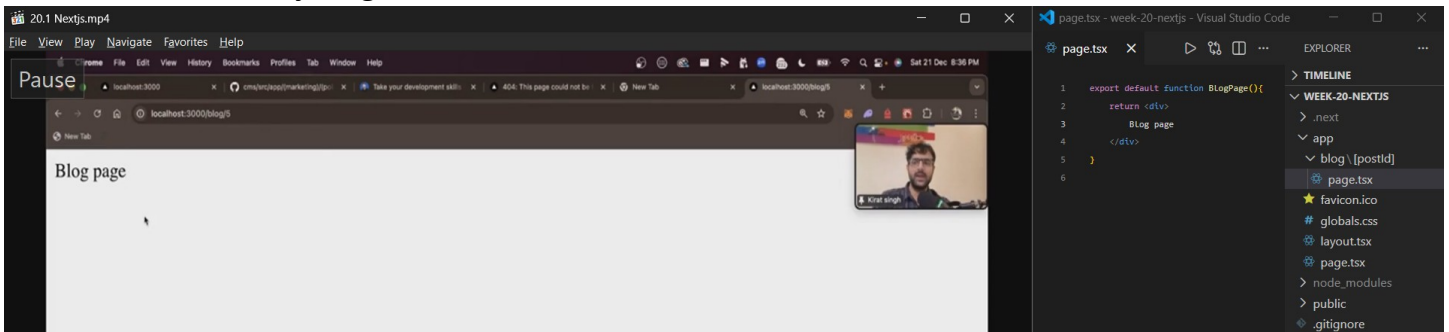 20.1 Nextjs.mp4
File View Play Navigate Favorites Help
Pause
Chrome File Edit View History Bookmarks Profiles Tab Window Help
Sat 21 Dec 8:36 PM
localhost:3000
cms/src/app/(marketing)/(pc
Take your development skills
404: This page could not be
New Tab
localhost:3000/blog/5
localhost:3000/blog/5
New Tab
Blog page
Kirat singh
page.tsx - week-20-nextjs - Visual Studio Code
page.tsx
1 export default function BlogPage(){
2 return <div>
3 BLog page
4 </div>
5 }
6
EXPLORER
TIMELINE
WEEK-20-NEXTJS
.next
app
blog \ [postId]
page.tsx
favicon.ico
# globals.css
layout.tsx
page.tsx
node_modules
public
.gitignore